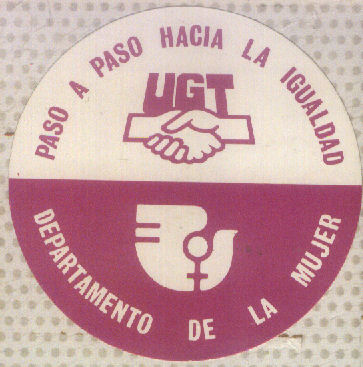 PASO A PASO HACIA LA IGUALDAD
UGT
DEPARTAMENTO DE LA MUJER